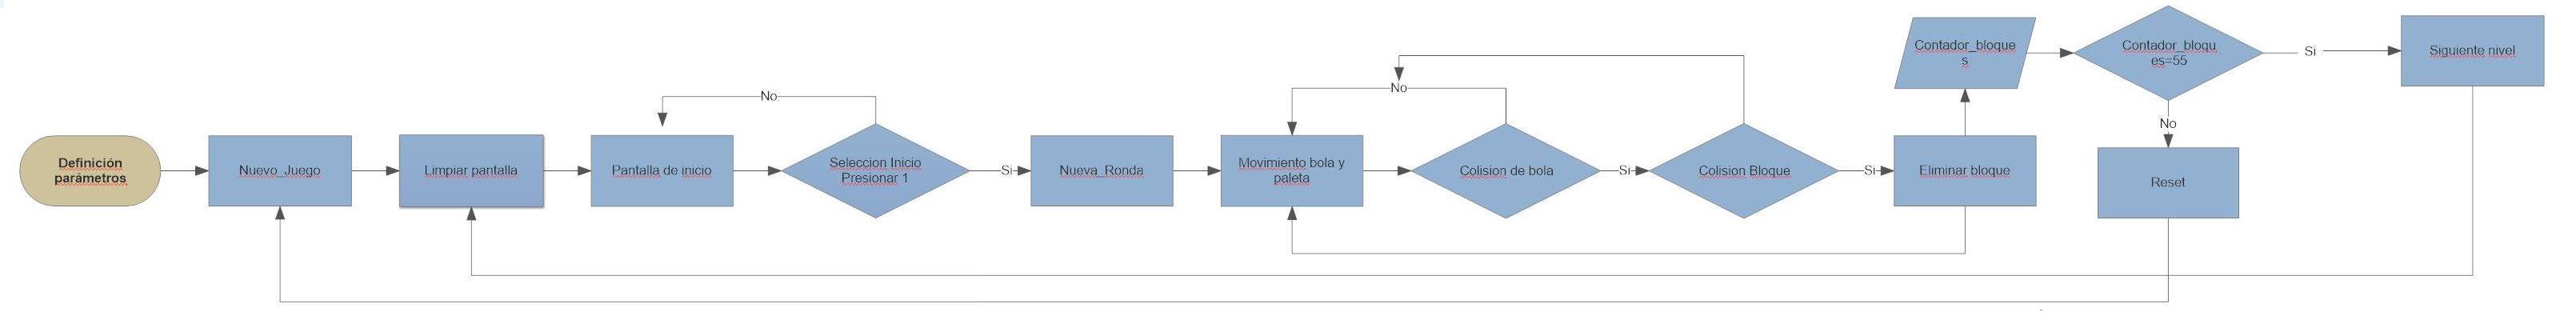 Definición
parámetros
Nuevo_Juego
Limpiar pantalla
Pantalla de inicio
No
Seleccion Inicio
Presionar 1
Si
Nueva_Ronda
Movimiento bola y
paleta
No
Colision de bola
Si
Colision Bloque
Si
Eliminar bloque
Contador_bloque
s
Contador_bloqu
es=55
Si
Siguiente nivel
No
Reset